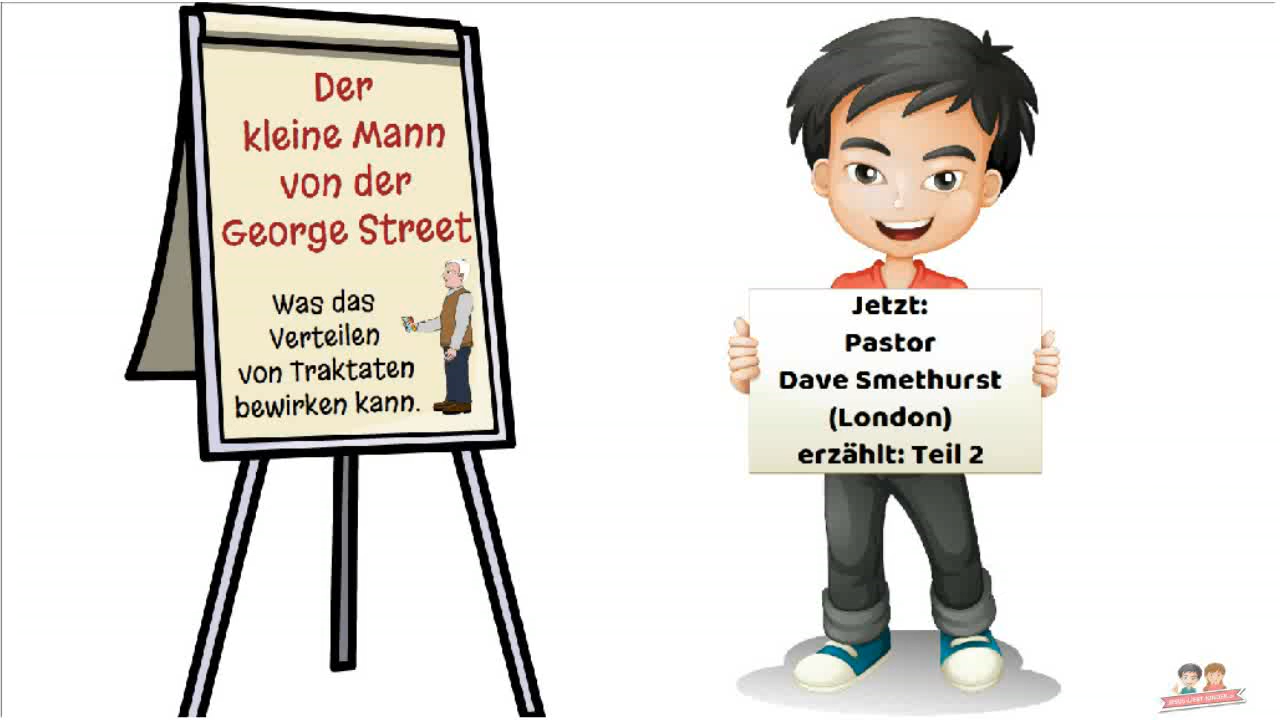 Der
kleine Mann
von der
George Street
Was das
Verteilen
von Traktaten
bewirken kann.
Jetzt:
Pastor
Dave Smethurst
(London)
erzählt: Teil 2